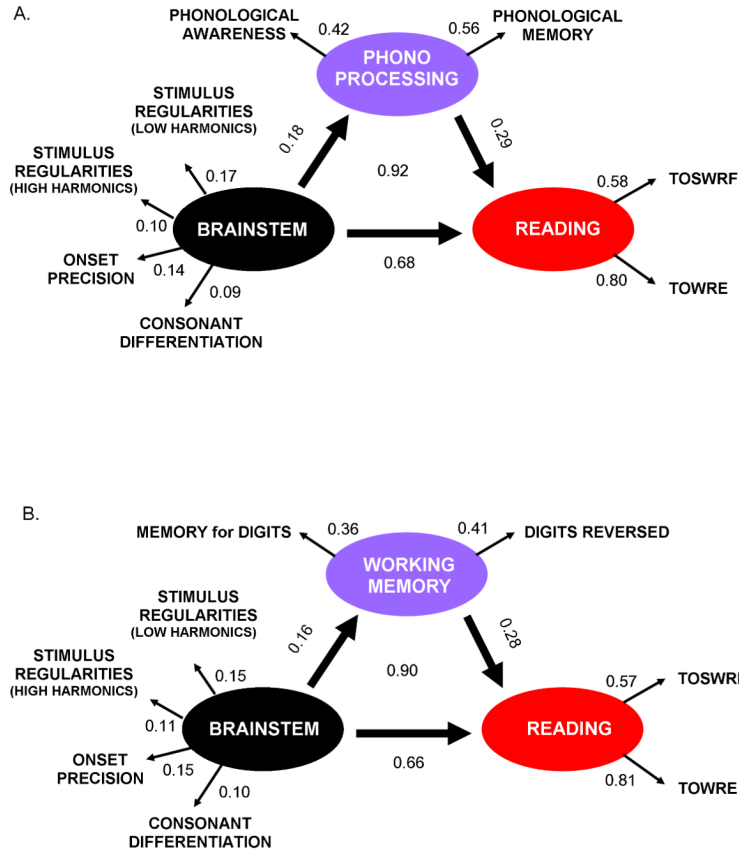 A.
PHONOLOGICAL
AWARENESS
0.42
0.56
PHONOLOGICAL
MEMORY
PHONO
PROCESSING
STIMULUS
REGULARITIES
(LOW HARMONICS)
0.18
0.29
STIMULUS
REGULARITIES
(HIGH HARMONICS)
0.17
0.92
0.58
TOSWRF
0.10
BRAINSTEM
READING
ONSET
PRECISION
0.14
0.68
0.80
TOWRE
0.09
CONSONANT
DIFFERENTIATION
B.
MEMORY for DIGITS
0.36
0.41
DIGITS REVERSED
WORKING
MEMORY
STIMULUS
REGULARITIES
(LOW HARMONICS)
0.16
0.28
STIMULUS
REGULARITIES
(HIGH HARMONICS)
0.15
0.90
0.57
TOSWR
0.11
BRAINSTEM
READING
ONSET
PRECISION
0.15
0.66
0.81
TOWRE
0.10
CONSONANT
DIFFERENTIATION